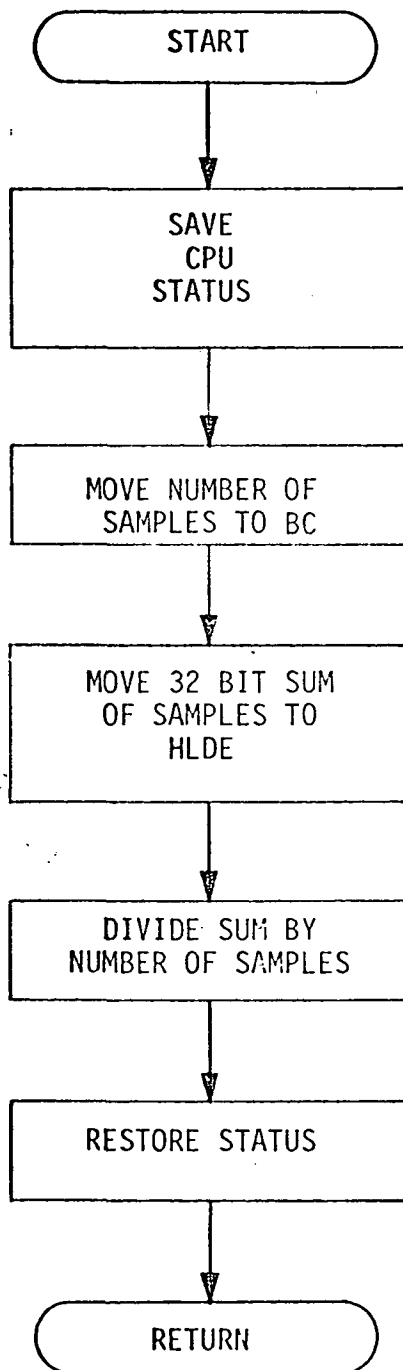 START
SAVE
CPU
STATUS
MOVE NUMBER OF
SAMPLES TO BC
MOVE 32 BIT SUM
OF SAMPLES TO
HLDE
DIVIDE SUM BY
NUMBER OF SAMPLES
RESTORE STATUS
RETURN